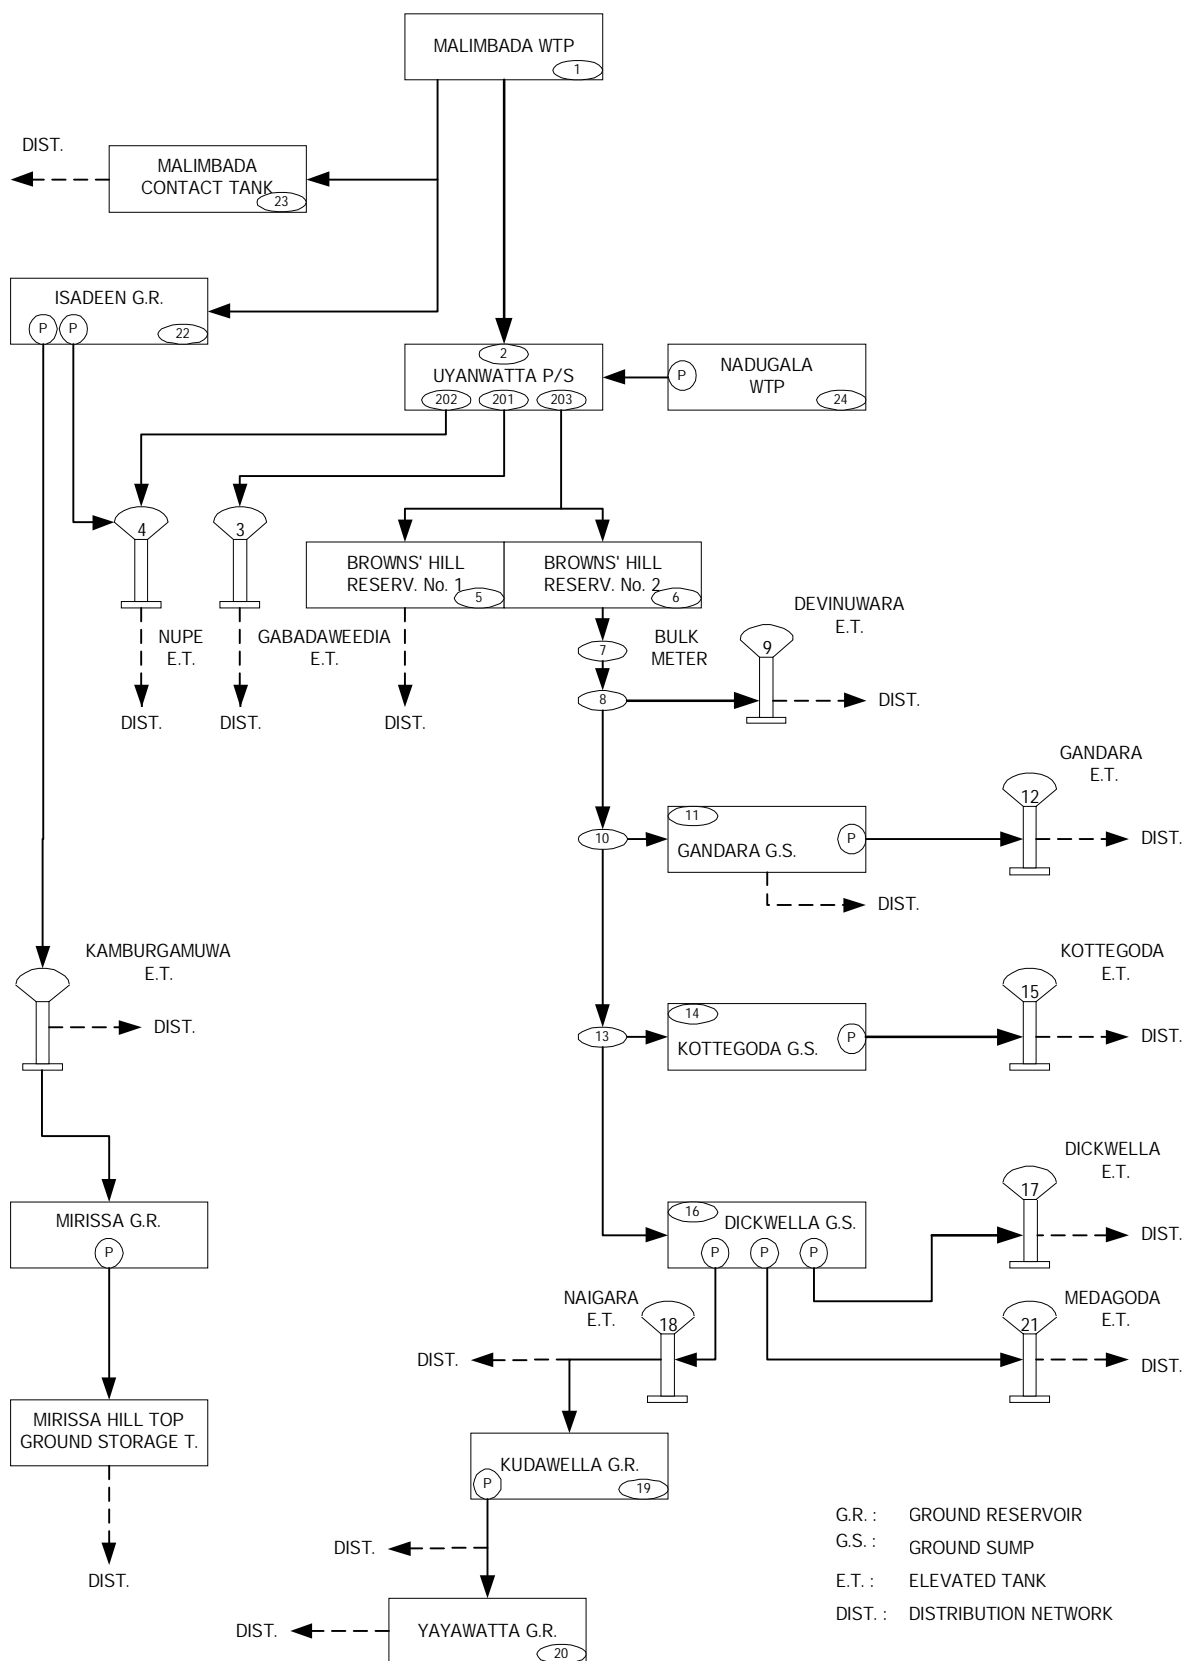 MALIMBADA WTP
1
DIST.
MALIMBADA
CONTACT TANK
23
ISADEEN G.R.
P
P
22
2
UYANWATTA P/S
202
201
203
P
NADUGALA
WTP
24
4
3
BROWNS' HILL
RESERV. No. 1
5
BROWNS' HILL
RESERV. No. 2
6
NUPE
E.T.
GABADAWEEDIA
E.T.
7
BULK
METER
DEVINUWARA
E.T.
9
8
DIST.
DIST.
DIST.
DIST.
GANDARA
E.T.
12
11
10
GANDARA G.S.
P
DIST.
DIST.
KAMBURGAMUWA
E.T.
DIST.
KOTTEGODA
E.T.
15
14
13
KOTTEGODA G.S.
P
DIST.
DICKWELLA
E.T.
17
MIRISSA G.R.
P
16
DICKWELLA G.S.
P
P
P
DIST.
NAIGARA
E.T.
18
MEDAGODA
E.T.
21
DIST.
DIST.
MIRISSA HILL TOP
GROUND STORAGE T.
KUDAWELLA G.R.
P
19
DIST.
DIST.
YAYAWATTA G.R.
20
DIST.
G.R. : GROUND RESERVOIR
G.S. : GROUND SUMP
E.T. : ELEVATED TANK
DIST. : DISTRIBUTION NETWORK